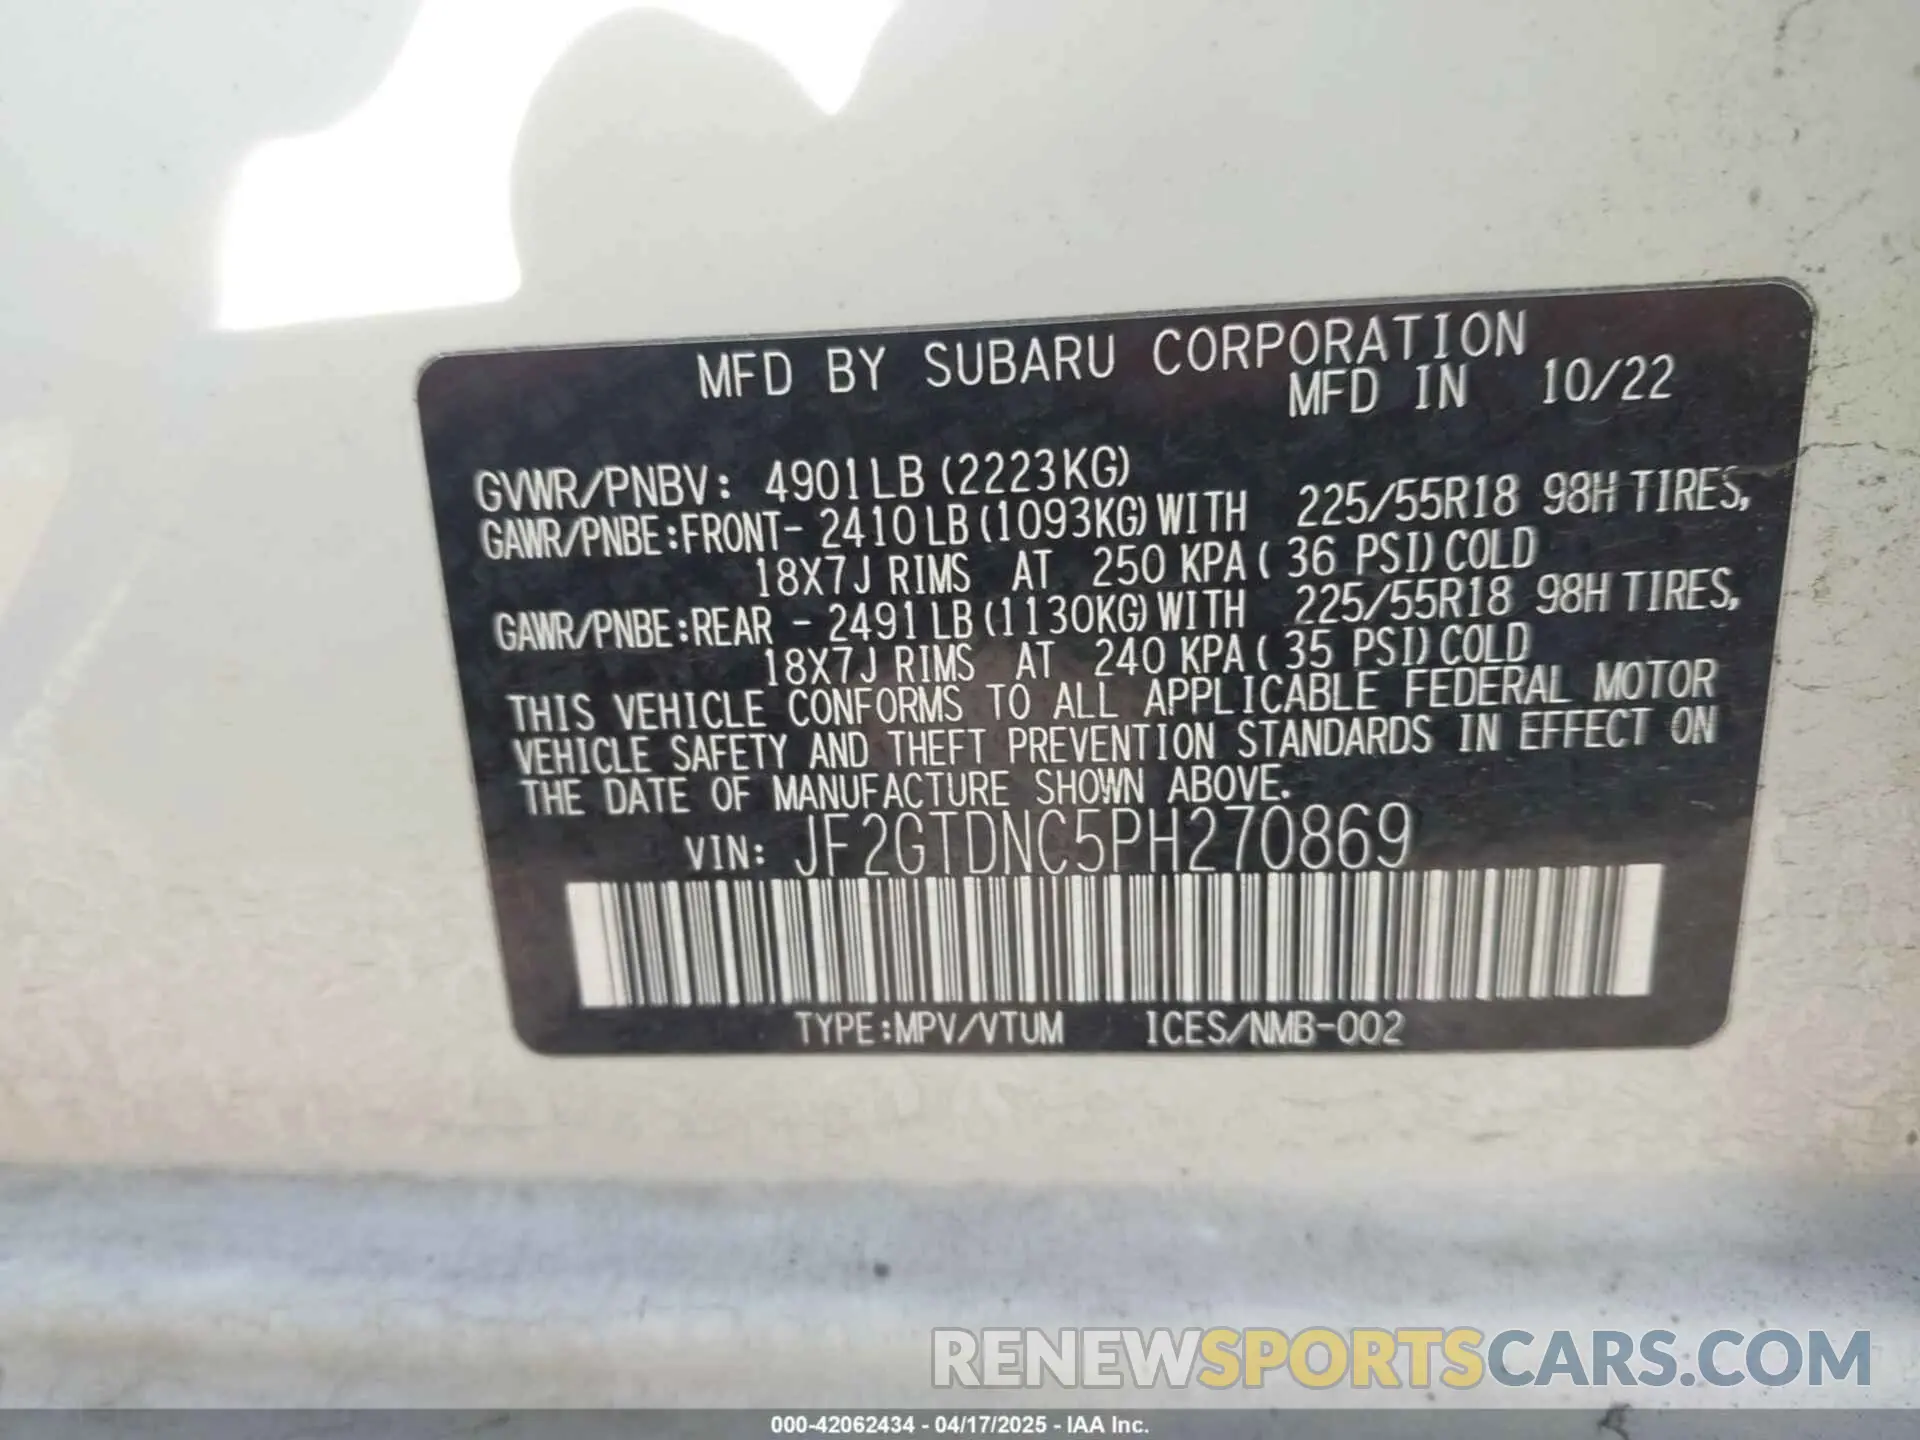 MFD BY SUBARU CORPORATION
MFD IN 10/22
GVWR/PNBV: 4901LB (2223KG)
GAWR/PNBE:FRONT- 2410LB(1093KG)WITH 225/55R18 98H TIRES,
18X7J RIMS AT 250 KPA( 36 PSI)COLD
GAWR/PNBE:REAR - 2491LB(1130KG)WITH 225/55R18 98H TIRES,
18X7J RIMS AT 240 KPA( 35 PSI)COLD
THIS VEHICLE CONFORMS TO ALL APPLICABLE FEDERAL MOTOR
VEHICLE SAFETY AND THEFT PREVENTION STANDARDS IN EFFECT ON
THE DATE OF MANUFACTURE SHOWN ABOVE.
VIN: JF2GTDNC5PH270869
TYPE:MPV/VTUM ICES/NMB-002
RENEWSPORTSCARS.COM
000-42062434 - 04/17/2025 - IAA Inc.